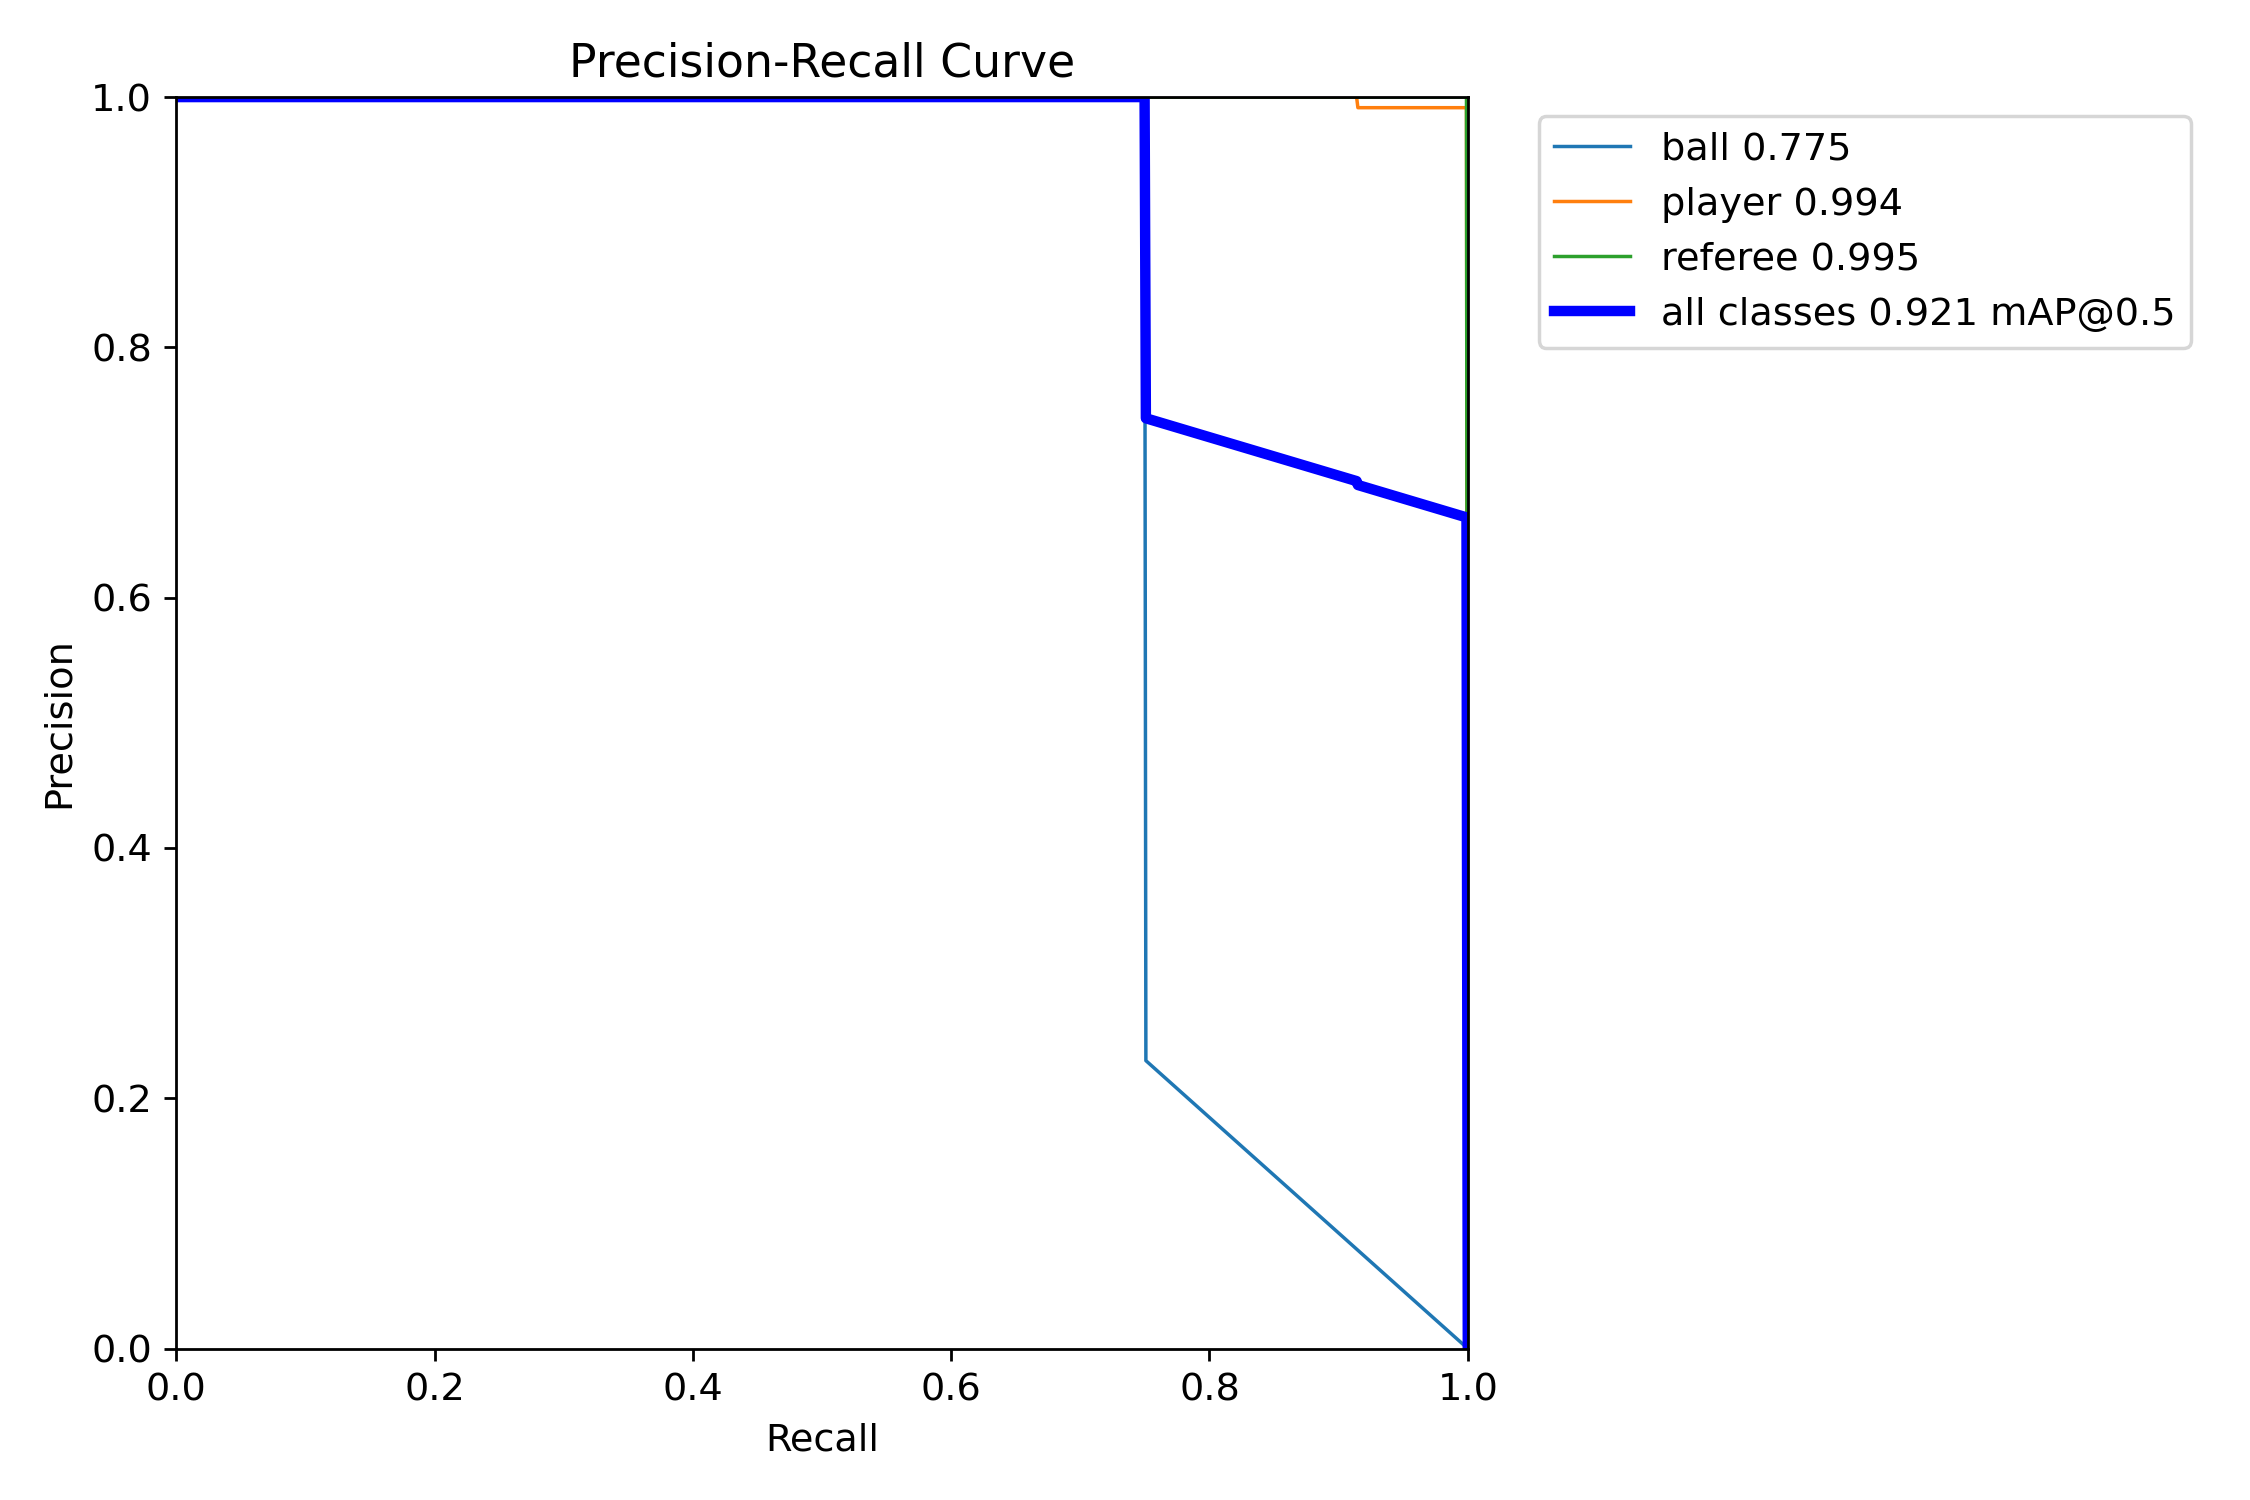 Precision-Recall Curve
1.0
0.8
0.6
0.4
0.2
0.0
Precision
0.0 0.2 0.4 0.6 0.8 1.0
Recall
ball 0.775
player 0.994
referee 0.995
all classes 0.921 mAP@0.5